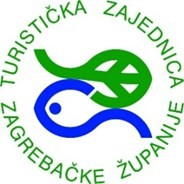 TURISTIČKA ZAJEDNICA
ZAGREBAČKE ŽUPANIJE